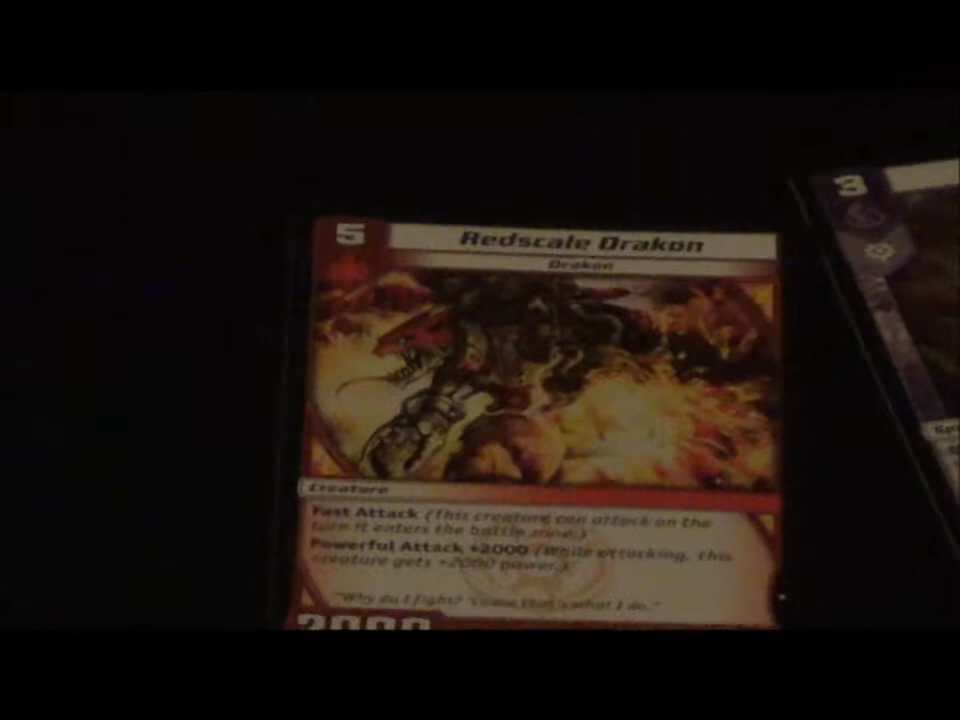 5
Redscale Drakon
Drakon
Creature
Fast Attack (This creature can attack on the
turn it enters the battle zone.)
Powerful Attack +2000 (While attacking, this
creature gets +2000 power.)
"Why do I fight? 'Cause that's what I do."
3